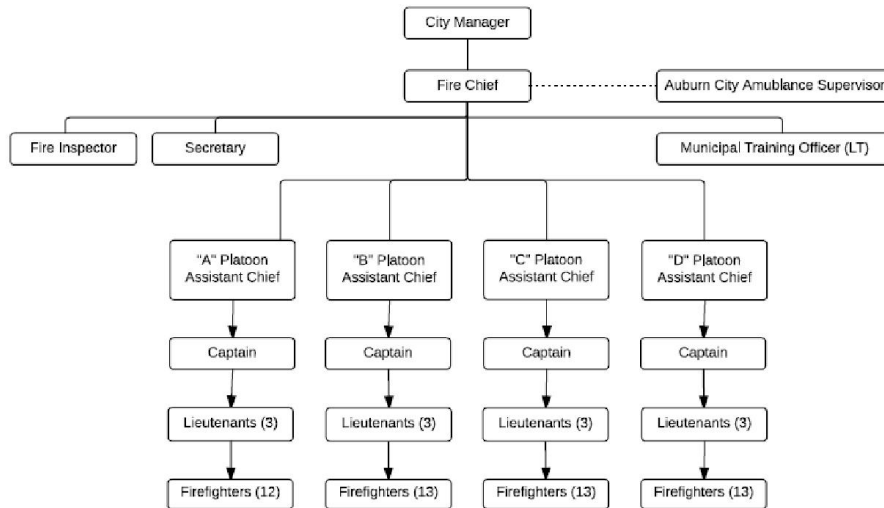 City Manager
Fire Chief
Auburn City Amublance Supervisor
Fire Inspector
Secretary
Municipal Training Officer (LT)
"A" Platoon
Assistant Chief
"B" Platoon
Assistant Chief
"C" Platoon
Assistant Chief
"D" Platoon
Assistant Chief
Captain
Captain
Captain
Captain
Lieutenants (3)
Lieutenants (3)
Lieutenants (3)
Lieutenants (3)
Firefighters (12)
Firefighters (13)
Firefighters (13)
Firefighters (13)